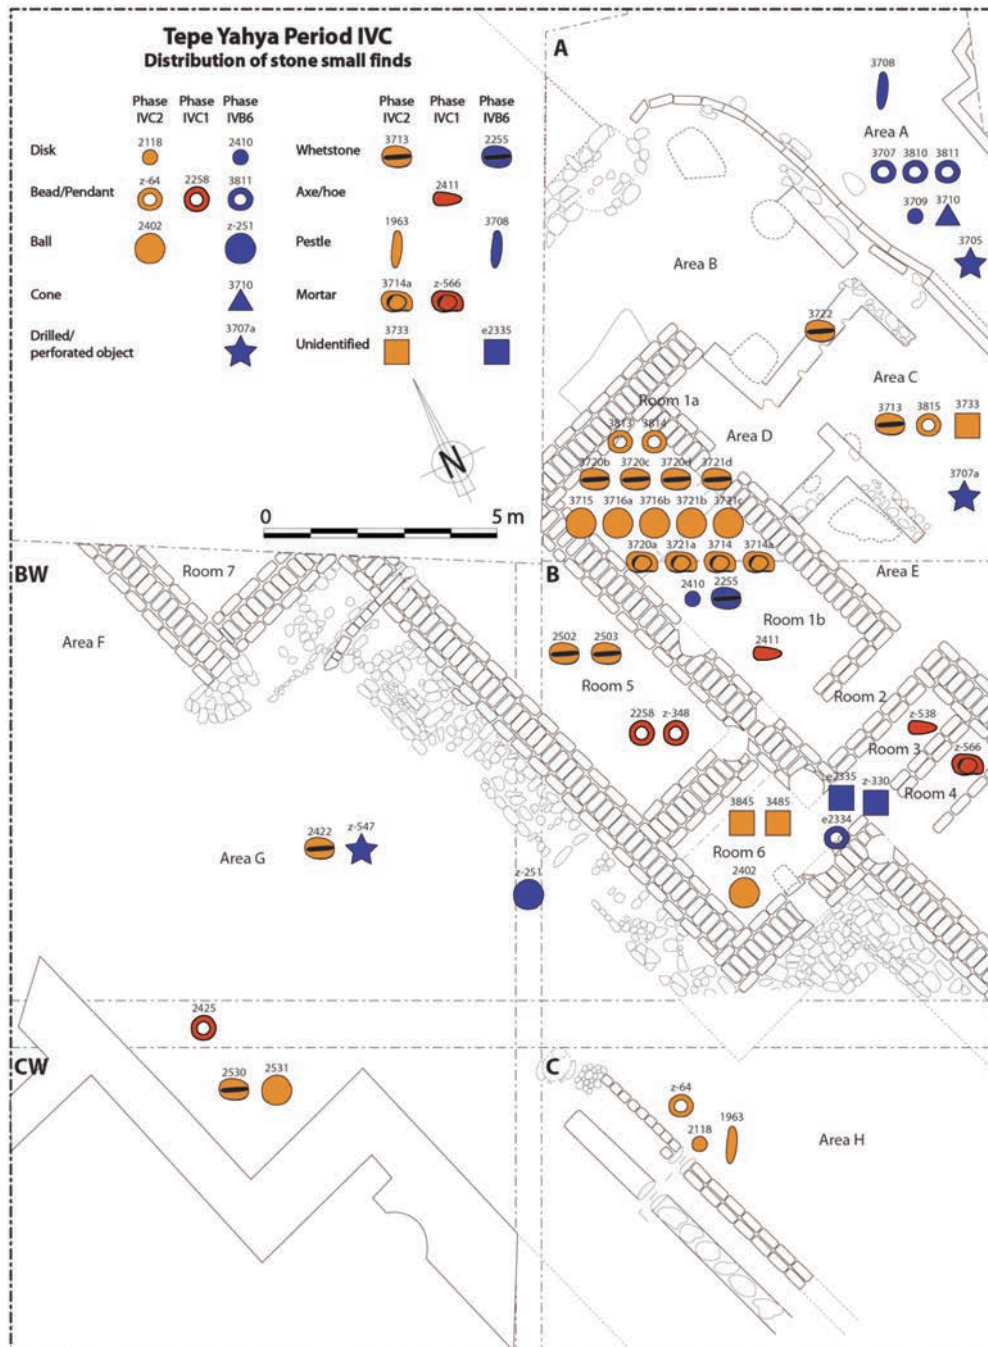 Tepe Yahya Period IVC
Distribution of stone small finds
Phase IVC2
Phase IVC1
Phase IVB6
Phase IVC2
Phase IVC1
Phase IVB6
Disk
2118
2410
Whetstone
3713
2255
Bead/Pendant
z-64
2258
3811
Axe/hoe
2411
Ball
2402
z-251
Pestle
1963
3708
Cone
3710
Mortar
3714a
z-566
Drilled/
perforated object
3707a
Unidentified
3733
e2335
N
0
5 m
A
3708
Area A
3707 3810 3811
3709 3710
3705
Area B
3722
Area C
Room 1a
3713 3815 3733
3813 3814
Area D
3720b 3720c 3720d 3721d
3707a
3715 3716a 3716b 3721b 3721c
3720a 3721a 3714 3714a
BW
Room 7
B
Area E
2410 2255
Room 1b
Area F
2502 2503
2411
Room 5
Room 2
2258 z-348
z-538
Room 3
z-566
e2335 z-330
Room 4
3845 3485
e2334
2422 z-547
Area G
Room 6
z-251
2402
2425
CW
C
2530 2531
z-64
2118 1963
Area H